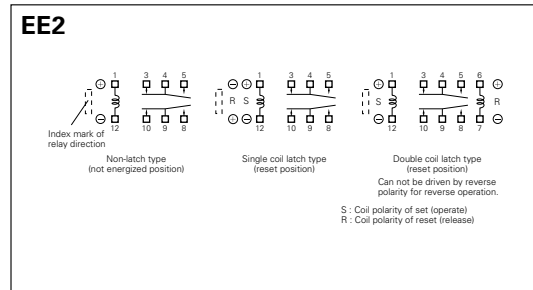 EE2
1 3 4 5
12 10 9 8
Index mark of
relay direction
Non-latch type
(not energized position)
R S
1 3 4 5
12 10 9 8
Single coil latch type
(reset position)
S
1 3 4 5 6
R
12 10 9 8 7
Double coil latch type
(reset position)
Can not be driven by reverse
polarity for reverse operation.
S : Coil polarity of set (operate)
R : Coil polarity of reset (release)